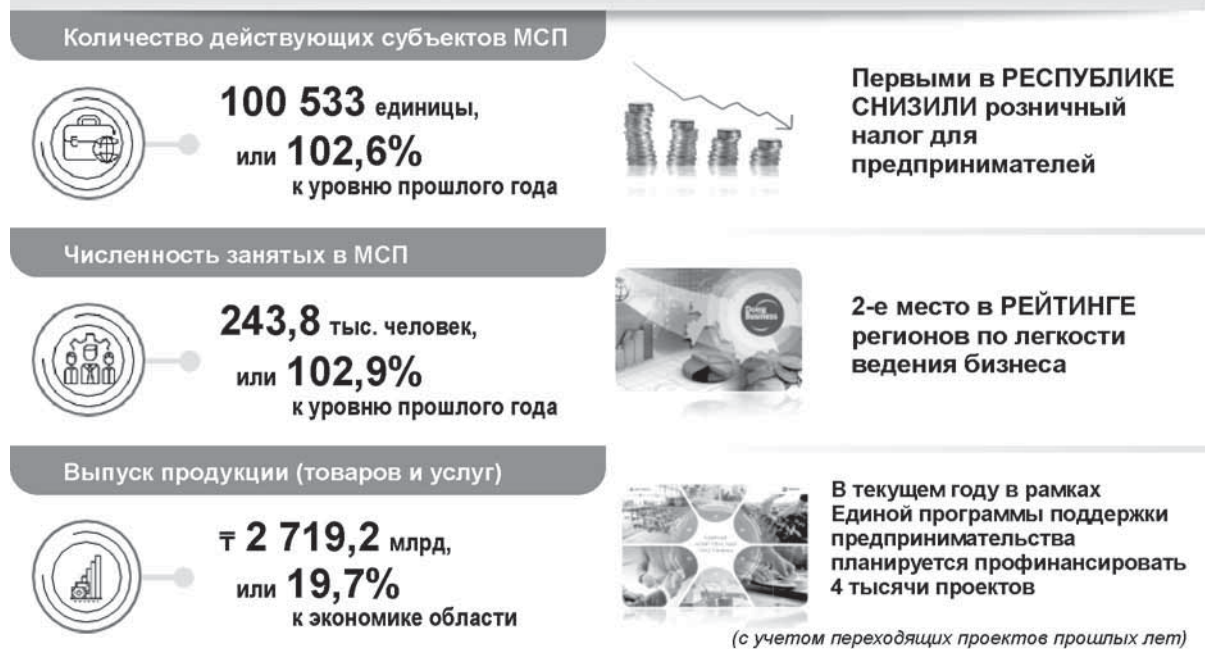 Количество действующих субъектов МСП
100 533 единицы,
или 102,6%
к уровню прошлого года
Первыми в РЕСПУБЛИКЕ
СНИЗИЛИ розничный
налог для
предпринимателей
Численность занятых в МСП
243,8 тыс. человек,
или 102,9%
к уровню прошлого года
Doing
Business
2-е место в РЕЙТИНГЕ
регионов по легкости
ведения бизнеса
Выпуск продукции (товаров и услуг)
₸ 2 719,2 млрд,
или 19,7%
к экономике области
В текущем году в рамках
Единой программы поддержки
предпринимательства
планируется профинансировать
4 тысячи проектов
(с учетом переходящих проектов прошлых лет)